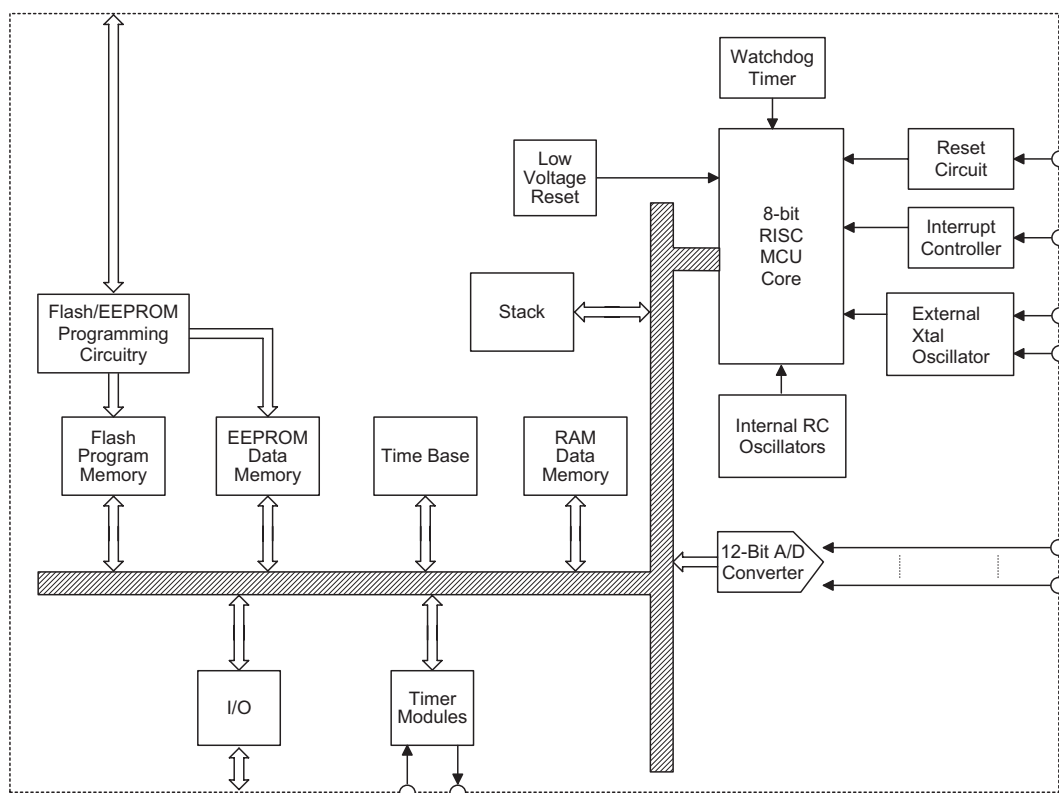 Watchdog
Timer
Low
Voltage
Reset
8-bit
RISC
MCU
Core
Reset
Circuit
Interrupt
Controller
External
Xtal
Oscillator
Flash/EEPROM
Programming
Circuitry
Stack
Internal RC
Oscillators
Flash
Program
Memory
EEPROM
Data
Memory
Time Base
RAM
Data
Memory
12-Bit A/D
Converter
I/O
Timer
Modules